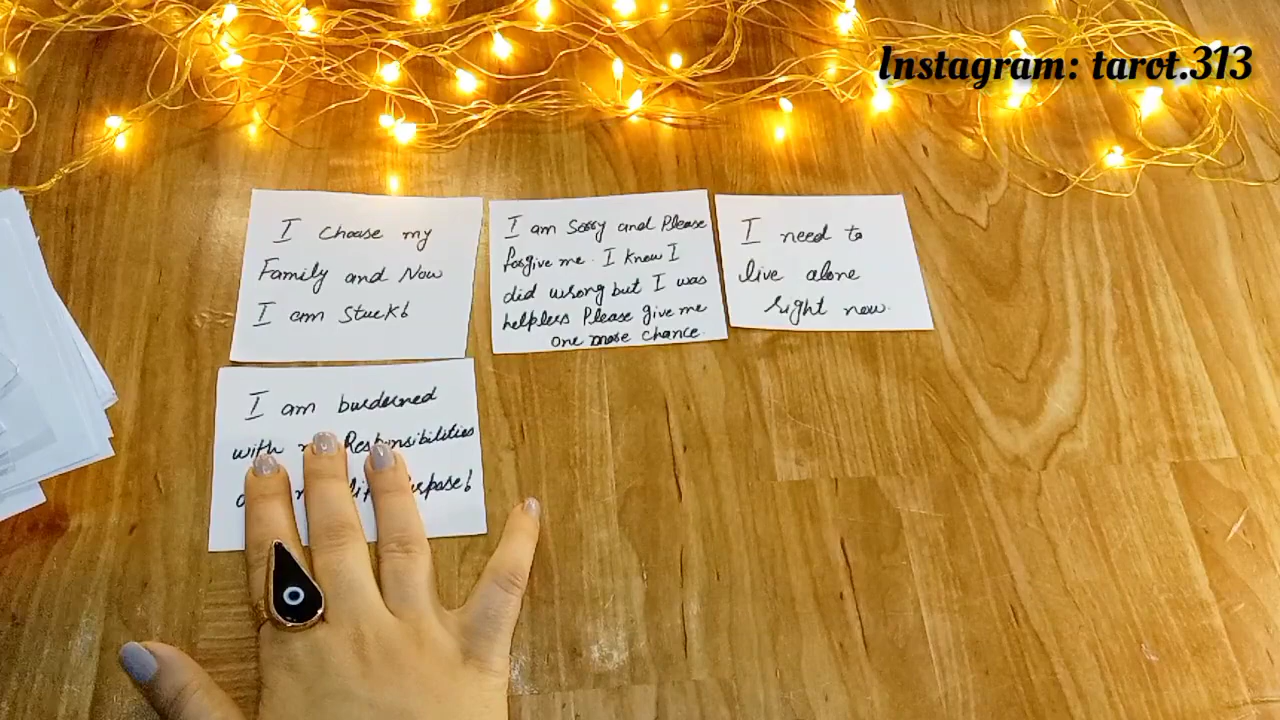 Instagram: tarot.313
I choose my
Family and Now
I am Stuck!
I am Sorry and Please
forgive me. I know I
did wrong but I was
helpless Please give me
one more chance.
I need to
live alone
right now.
I am burdened
with Responsibilities